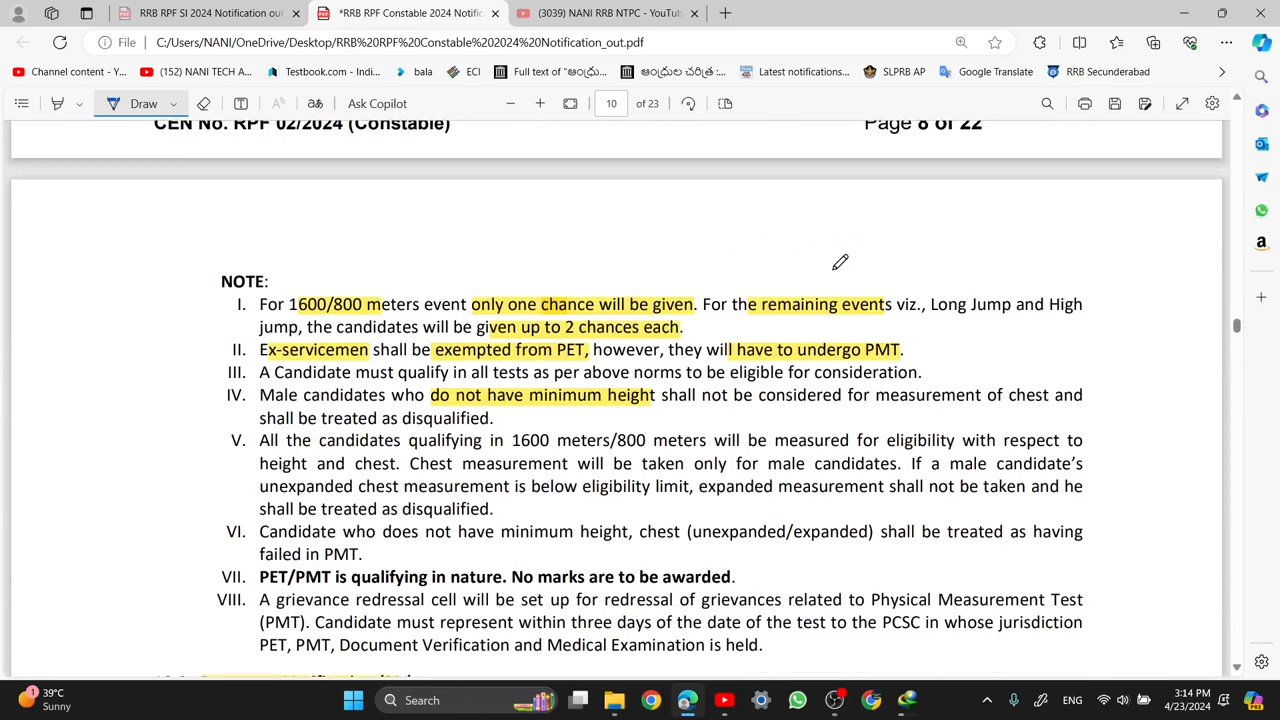 RRB RPF SI 2024 Notification out.
*RRB RPF Constable 2024 Notific
(3039) NANI RRB NTPC - YouTub
File
C:/Users/NANI/OneDrive/Desktop/RRB%20RPF%20Constable%202024%20Notification_out.pdf
Channel content - Y...
(152) NANI TECH A...
Testbook.com - Indi...
bala
ECI
Full text of "ఆంధ్రు...
ఆంధ్రుల చరిత్ర :...
Latest notifications...
SLPRB AP
Google Translate
RRB Secunderabad
Draw
Ask Copilot
10 of 23
CEN No. RPF 02/2024 (Constable)
Page 8 of 22
NOTE:
I. For 1600/800 meters event only one chance will be given. For the remaining events viz., Long Jump and High
jump, the candidates will be given up to 2 chances each.
II. Ex-servicemen shall be exempted from PET, however, they will have to undergo PMT.
III. A Candidate must qualify in all tests as per above norms to be eligible for consideration.
IV. Male candidates who do not have minimum height shall not be considered for measurement of chest and
shall be treated as disqualified.
V. All the candidates qualifying in 1600 meters/800 meters will be measured for eligibility with respect to
height and chest. Chest measurement will be taken only for male candidates. If a male candidate's
unexpanded chest measurement is below eligibility limit, expanded measurement shall not be taken and he
shall be treated as disqualified.
VI. Candidate who does not have minimum height, chest (unexpanded/expanded) shall be treated as having
failed in PMT.
VII. PET/PMT is qualifying in nature. No marks are to be awarded.
VIII. A grievance redressal cell will be set up for redressal of grievances related to Physical Measurement Test
(PMT). Candidate must represent within three days of the date of the test to the PCSC in whose jurisdiction
PET, PMT, Document Verification and Medical Examination is held.
1
39°C
Sunny
Search
ENG
3:14 PM
4/23/2024